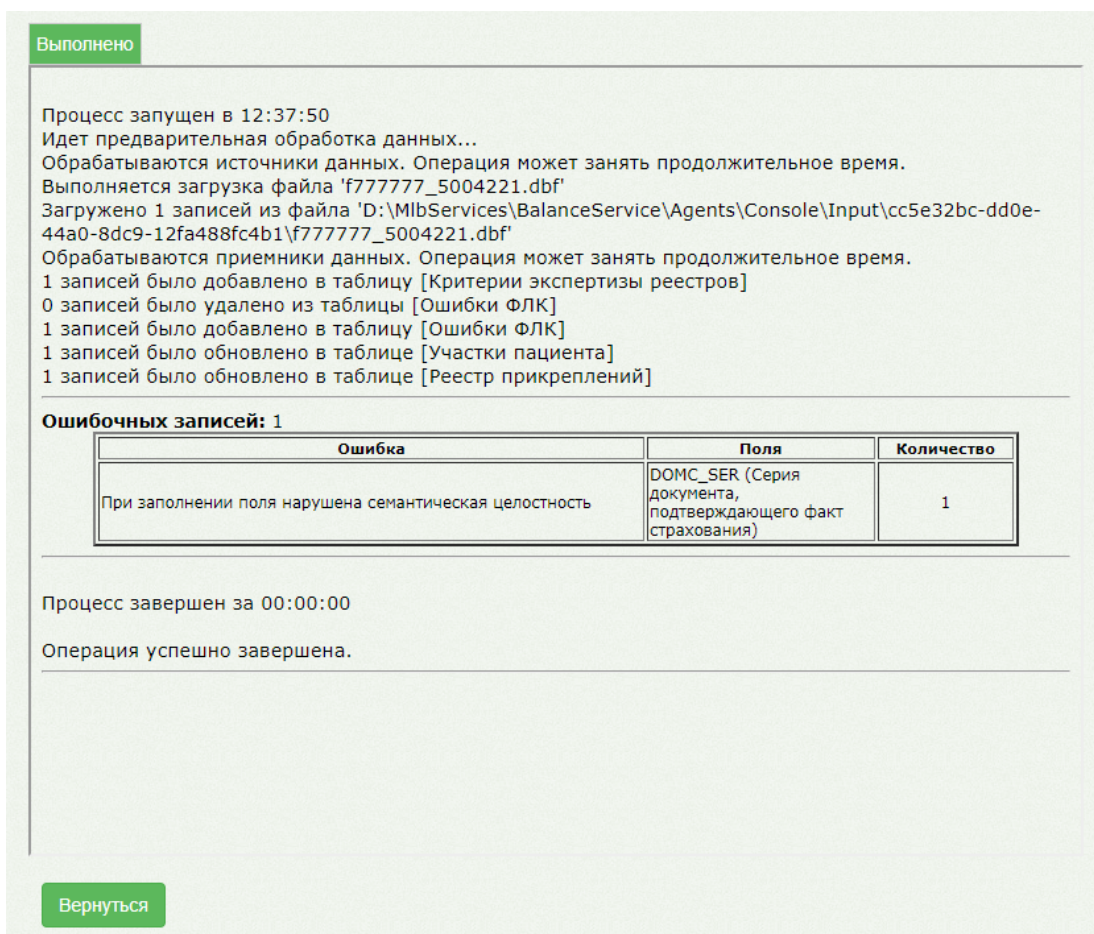 Выполнено
Процесс запущен в 12:37:50
Идет предварительная обработка данных...
Обрабатываются источники данных. Операция может занять продолжительное время.
Выполняется загрузка файла 'f777777_5004221.dbf'
Загружено 1 записей из файла 'D:\MlbServices\BalanceService\Agents\Console\Input\cc5e32bc-dd0e-
44a0-8dc9-12fa488fc4b1\f777777_5004221.dbf'
Обрабатываются приемники данных. Операция может занять продолжительное время.
1 записей было добавлено в таблицу [Критерии экспертизы реестров]
0 записей было удалено из таблицы [Ошибки ФЛК]
1 записей было добавлено в таблицу [Ошибки ФЛК]
1 записей было обновлено в таблице [Участки пациента]
1 записей было обновлено в таблице [Реестр прикреплений]
Ошибочных записей: 1
Ошибка Поля Количество
При заполнении поля нарушена семантическая целостность
DOMC_SER (Серия
документа,
подтверждающего факт
страхования)
1
Процесс завершен за 00:00:00
Операция успешно завершена.
Вернуться